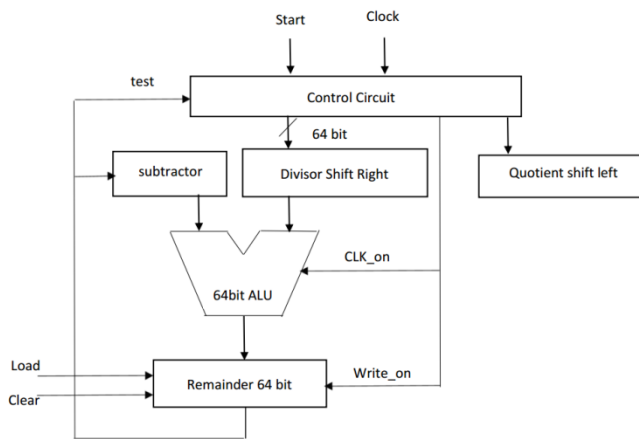 Start
Clock
test
Control Circuit
64 bit
subtractor
Divisor Shift Right
Quotient shift left
CLK_on
64bit ALU
Load
Write_on
Remainder 64 bit
Clear